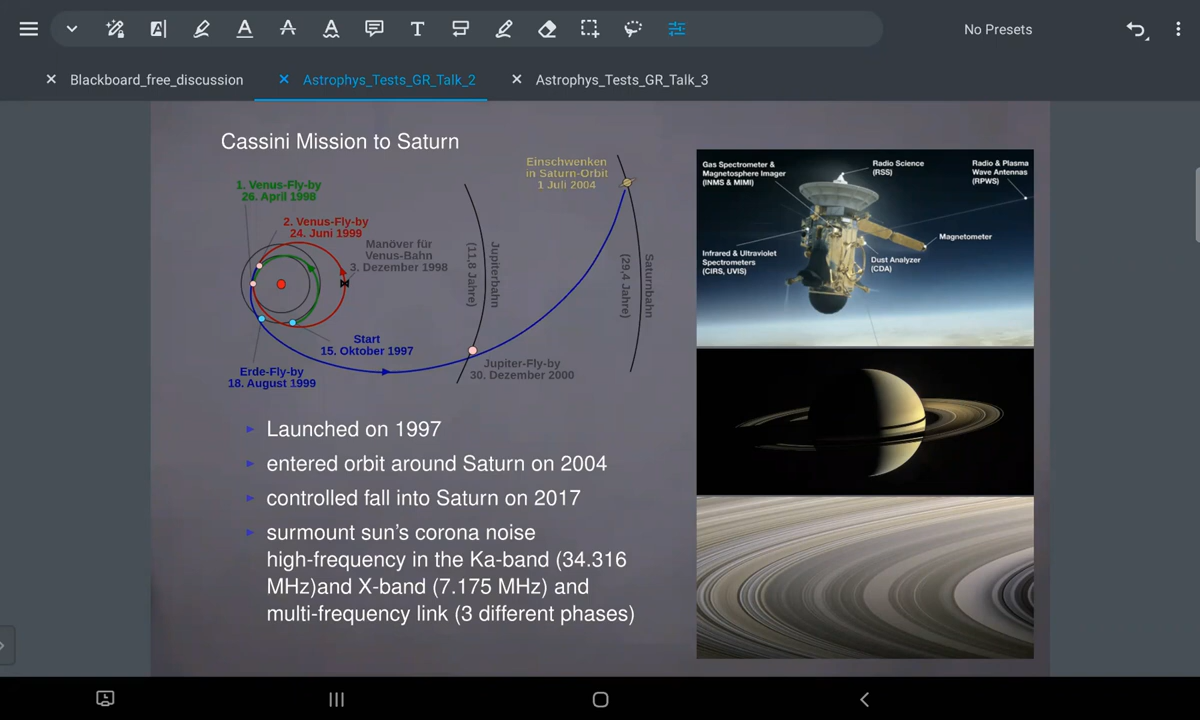 No Presets
Blackboard_free_discussion
Astrophys_Tests_GR_Talk_2
Astrophys_Tests_GR_Talk_3
Cassini Mission to Saturn
1. Venus-Fly-by
26. April 1998
2. Venus-Fly-by
24. Juni 1999
Manöver für
Venus-Bahn
3. Dezember 1998
Einschwenken
in Saturn-Orbit
1 Juli 2004
Jupiterbahn
(11,8 Jahre)
Saturnbahn
(29,4 Jahre)
Start
15. Oktober 1997
Erde-Fly-by
18. August 1999
Jupiter-Fly-by
30. Dezember 2000
Launched on 1997
entered orbit around Saturn on 2004
controlled fall into Saturn on 2017
surmount sun's corona noise
high-frequency in the Ka-band (34.316
MHz)and X-band (7.175 MHz) and
multi-frequency link (3 different phases)
Gas Spectrometer &
Magnetosphere Imager
(INMS & MIMI)
Radio Science
(RSS)
Radio & Plasma
Wave Antennas
(RPWS)
Magnetometer
Infrared & Ultraviolet
Spectrometers
(CIRS, UVIS)
Dust Analyzer
(CDA)